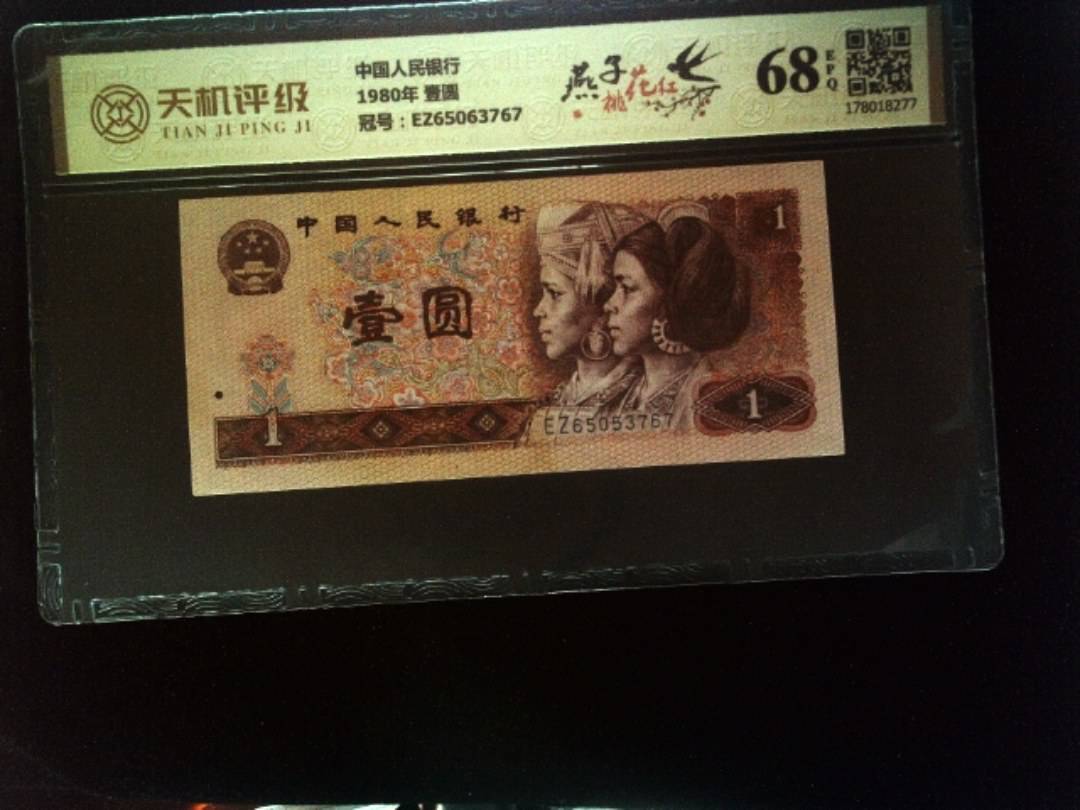 天机评级
TIAN JI PING JI
中国人民银行
1980年 壹圆
冠号：EZ65063767
燕子
桃花红
68
EPQ
178018277
中国人民银行
1
壹圆
1
EZ65053767
1